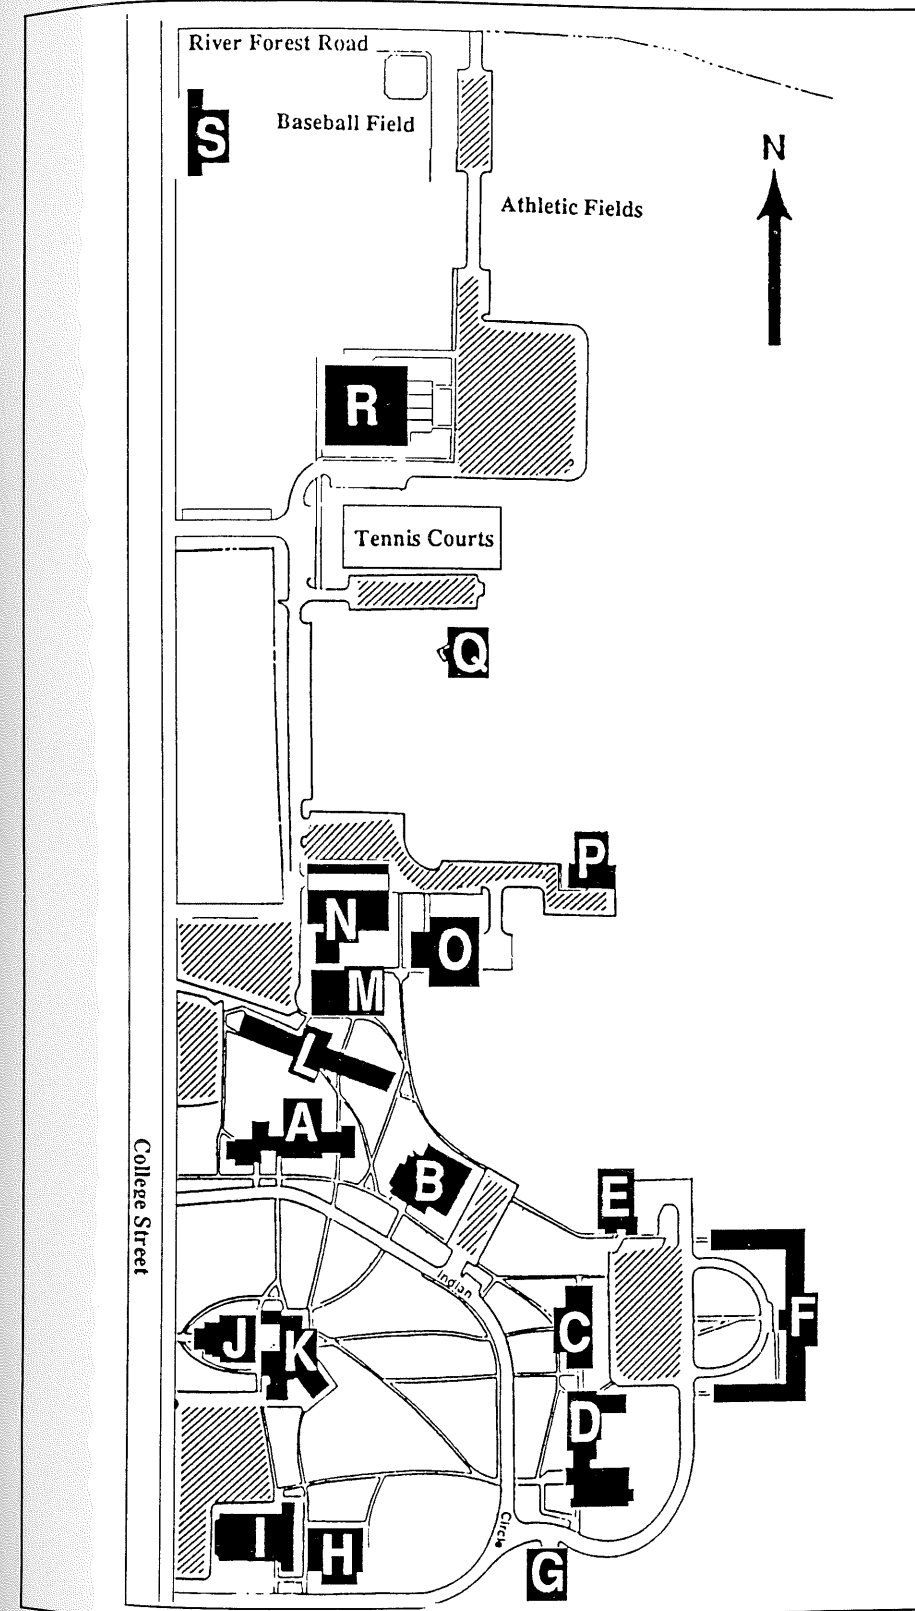 River Forest Road
S
Baseball Field
N
Athletic Fields
R
Tennis Courts
Q
P
N
O
M
L
A
B
College Street
E
Indian
F
C
J
K
D
I
H
Circle
G